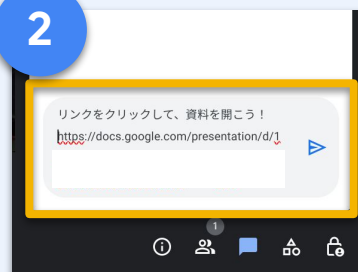 2
リンクをクリックして、資料を開こう！
https://docs.google.com/presentation/d/1
1